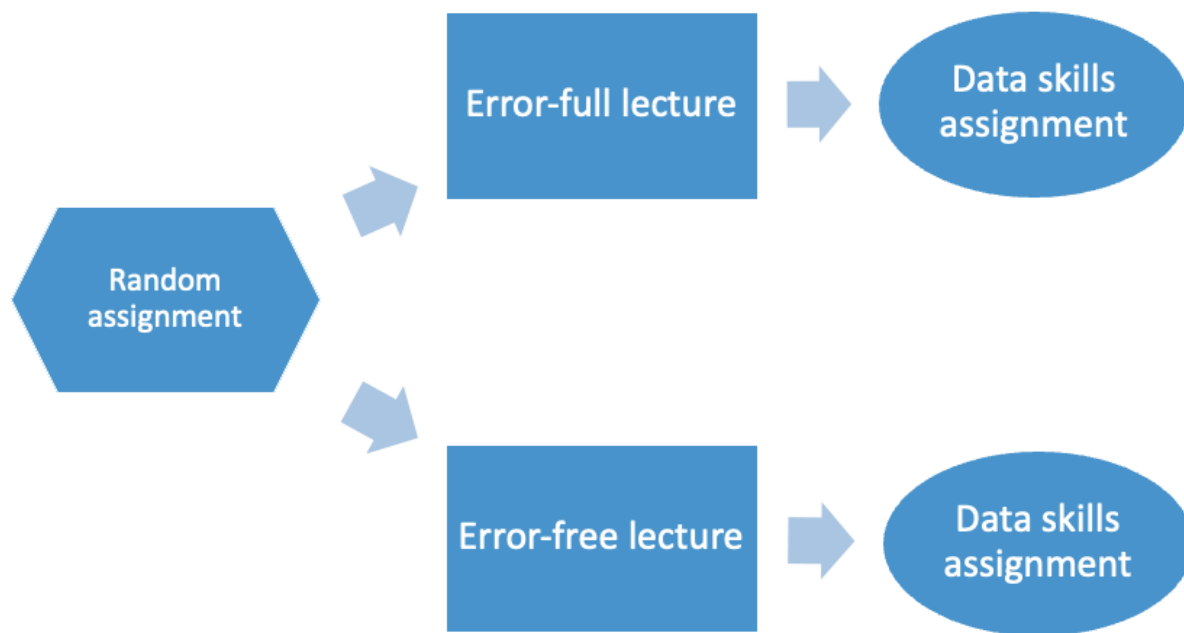 Error-full lecture
Data skills
assignment
Random
assignment
Error-free lecture
Data skills
assignment